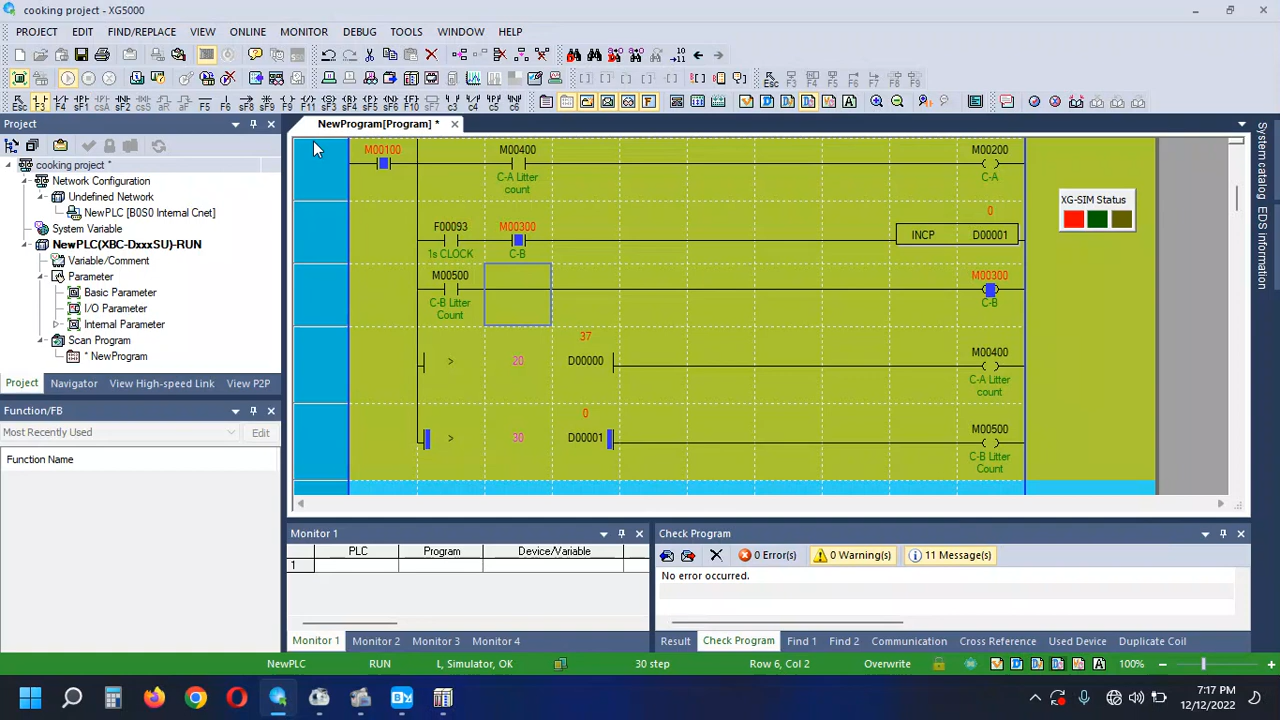 cooking project * - XG5000
PROJECT EDIT FIND/REPLACE VIEW ONLINE MONITOR DEBUG TOOLS WINDOW HELP
Project
NewProgram[Program] *
cooking project *
Network Configuration
Undefined Network
NewPLC [B0S0 Internal Cnet]
System Variable
NewPLC(XBC-DxxxSU)-RUN
Variable/Comment
Parameter
Basic Parameter
I/O Parameter
Internal Parameter
Scan Program
* NewProgram
Project Navigator View High-speed Link View P2P
Function/FB
Most Recently Used Edit
Function Name
M00100 M00400 M00200
C-A Litter count C-A
F00093 M00300 0
INCP D00001
1s CLOCK C-B
M00500 M00300
C-B Litter Count C-B
37
> 20 D00000 M00400
C-A Litter count
0
> 30 D00001 M00500
C-B Litter Count
XG-SIM Status
System catalog
EDS information
Monitor 1
PLC Program Device/Variable
1
Monitor 1 Monitor 2 Monitor 3 Monitor 4
Check Program
0 Error(s) 0 Warning(s) 11 Message(s)
No error occurred.
Result Check Program Find 1 Find 2 Communication Cross Reference Used Device Duplicate Coil
NewPLC RUN L, Simulator, OK 30 step Row 6, Col 2 Overwrite 100%
7:17 PM
12/12/2022